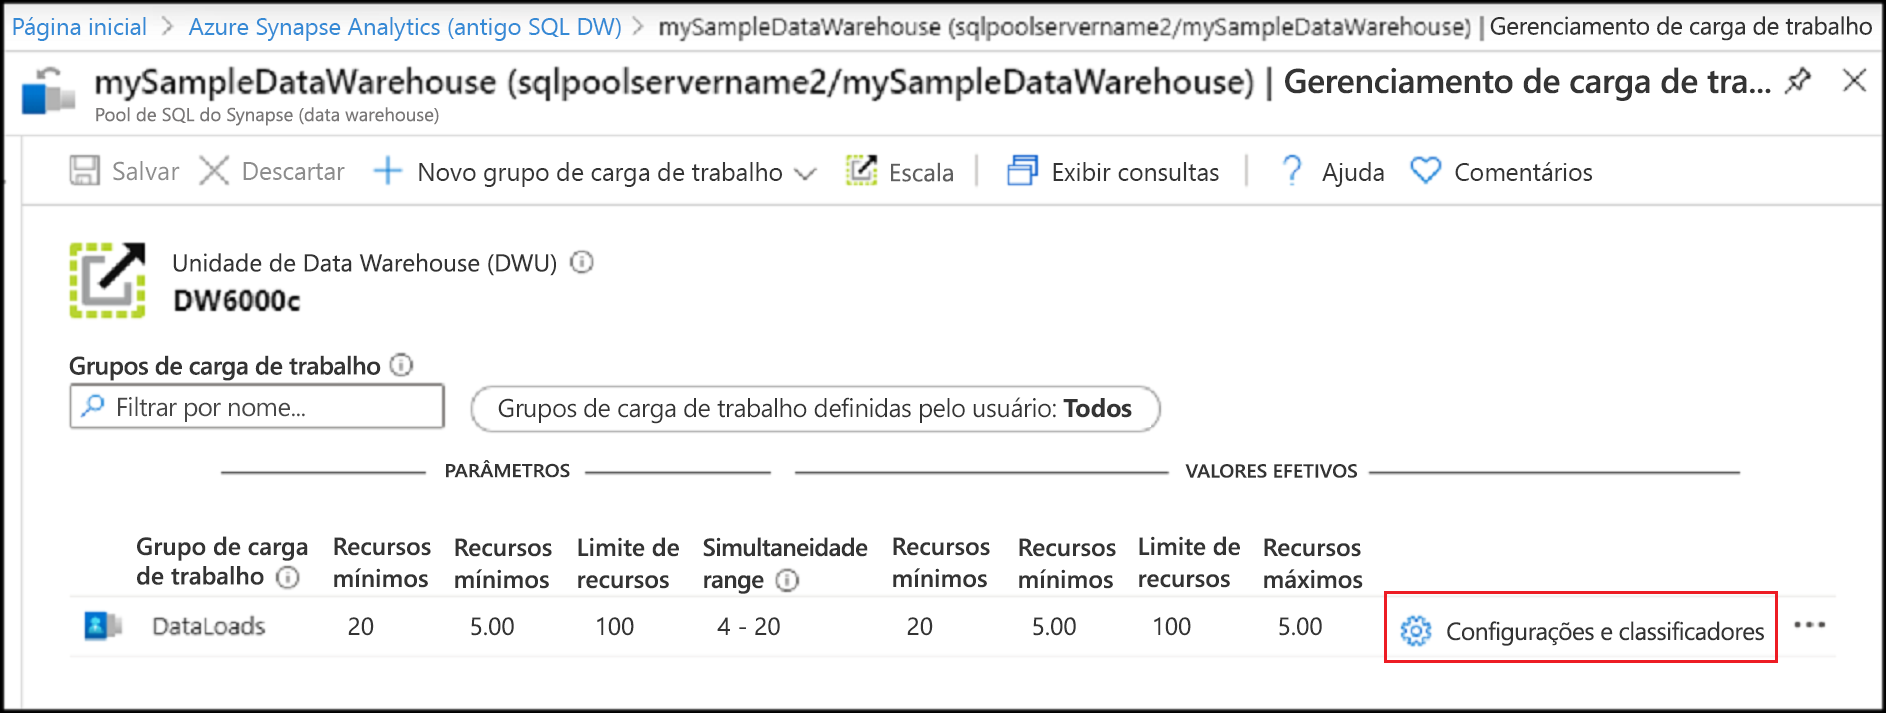 Página inicial > Azure Synapse Analytics (antigo SQL DW) > mySampleDataWarehouse (sqlpoolservername2/mySampleDataWarehouse) | Gerenciamento de carga de trabalho
mySampleDataWarehouse (sqlpoolservername2/mySampleDataWarehouse) | Gerenciamento de carga de tra...
Pool de SQL do Synapse (data warehouse)
Salvar Descartar Novo grupo de carga de trabalho Escala Exibir consultas ? Ajuda Comentários
Unidade de Data Warehouse (DWU)
DW6000c
Grupos de carga de trabalho
Filtrar por nome...
Grupos de carga de trabalho definidas pelo usuário: Todos
PARÂMETROS VALORES EFETIVOS
Grupo de carga Recursos Recursos Limite de Simultaneidade Recursos Recursos Limite de Recursos
de trabalho mínimos mínimos recursos range mínimos mínimos recursos máximos
DataLoads 20 5.00 100 4 - 20 20 5.00 100 5.00 Configurações e classificadores ...